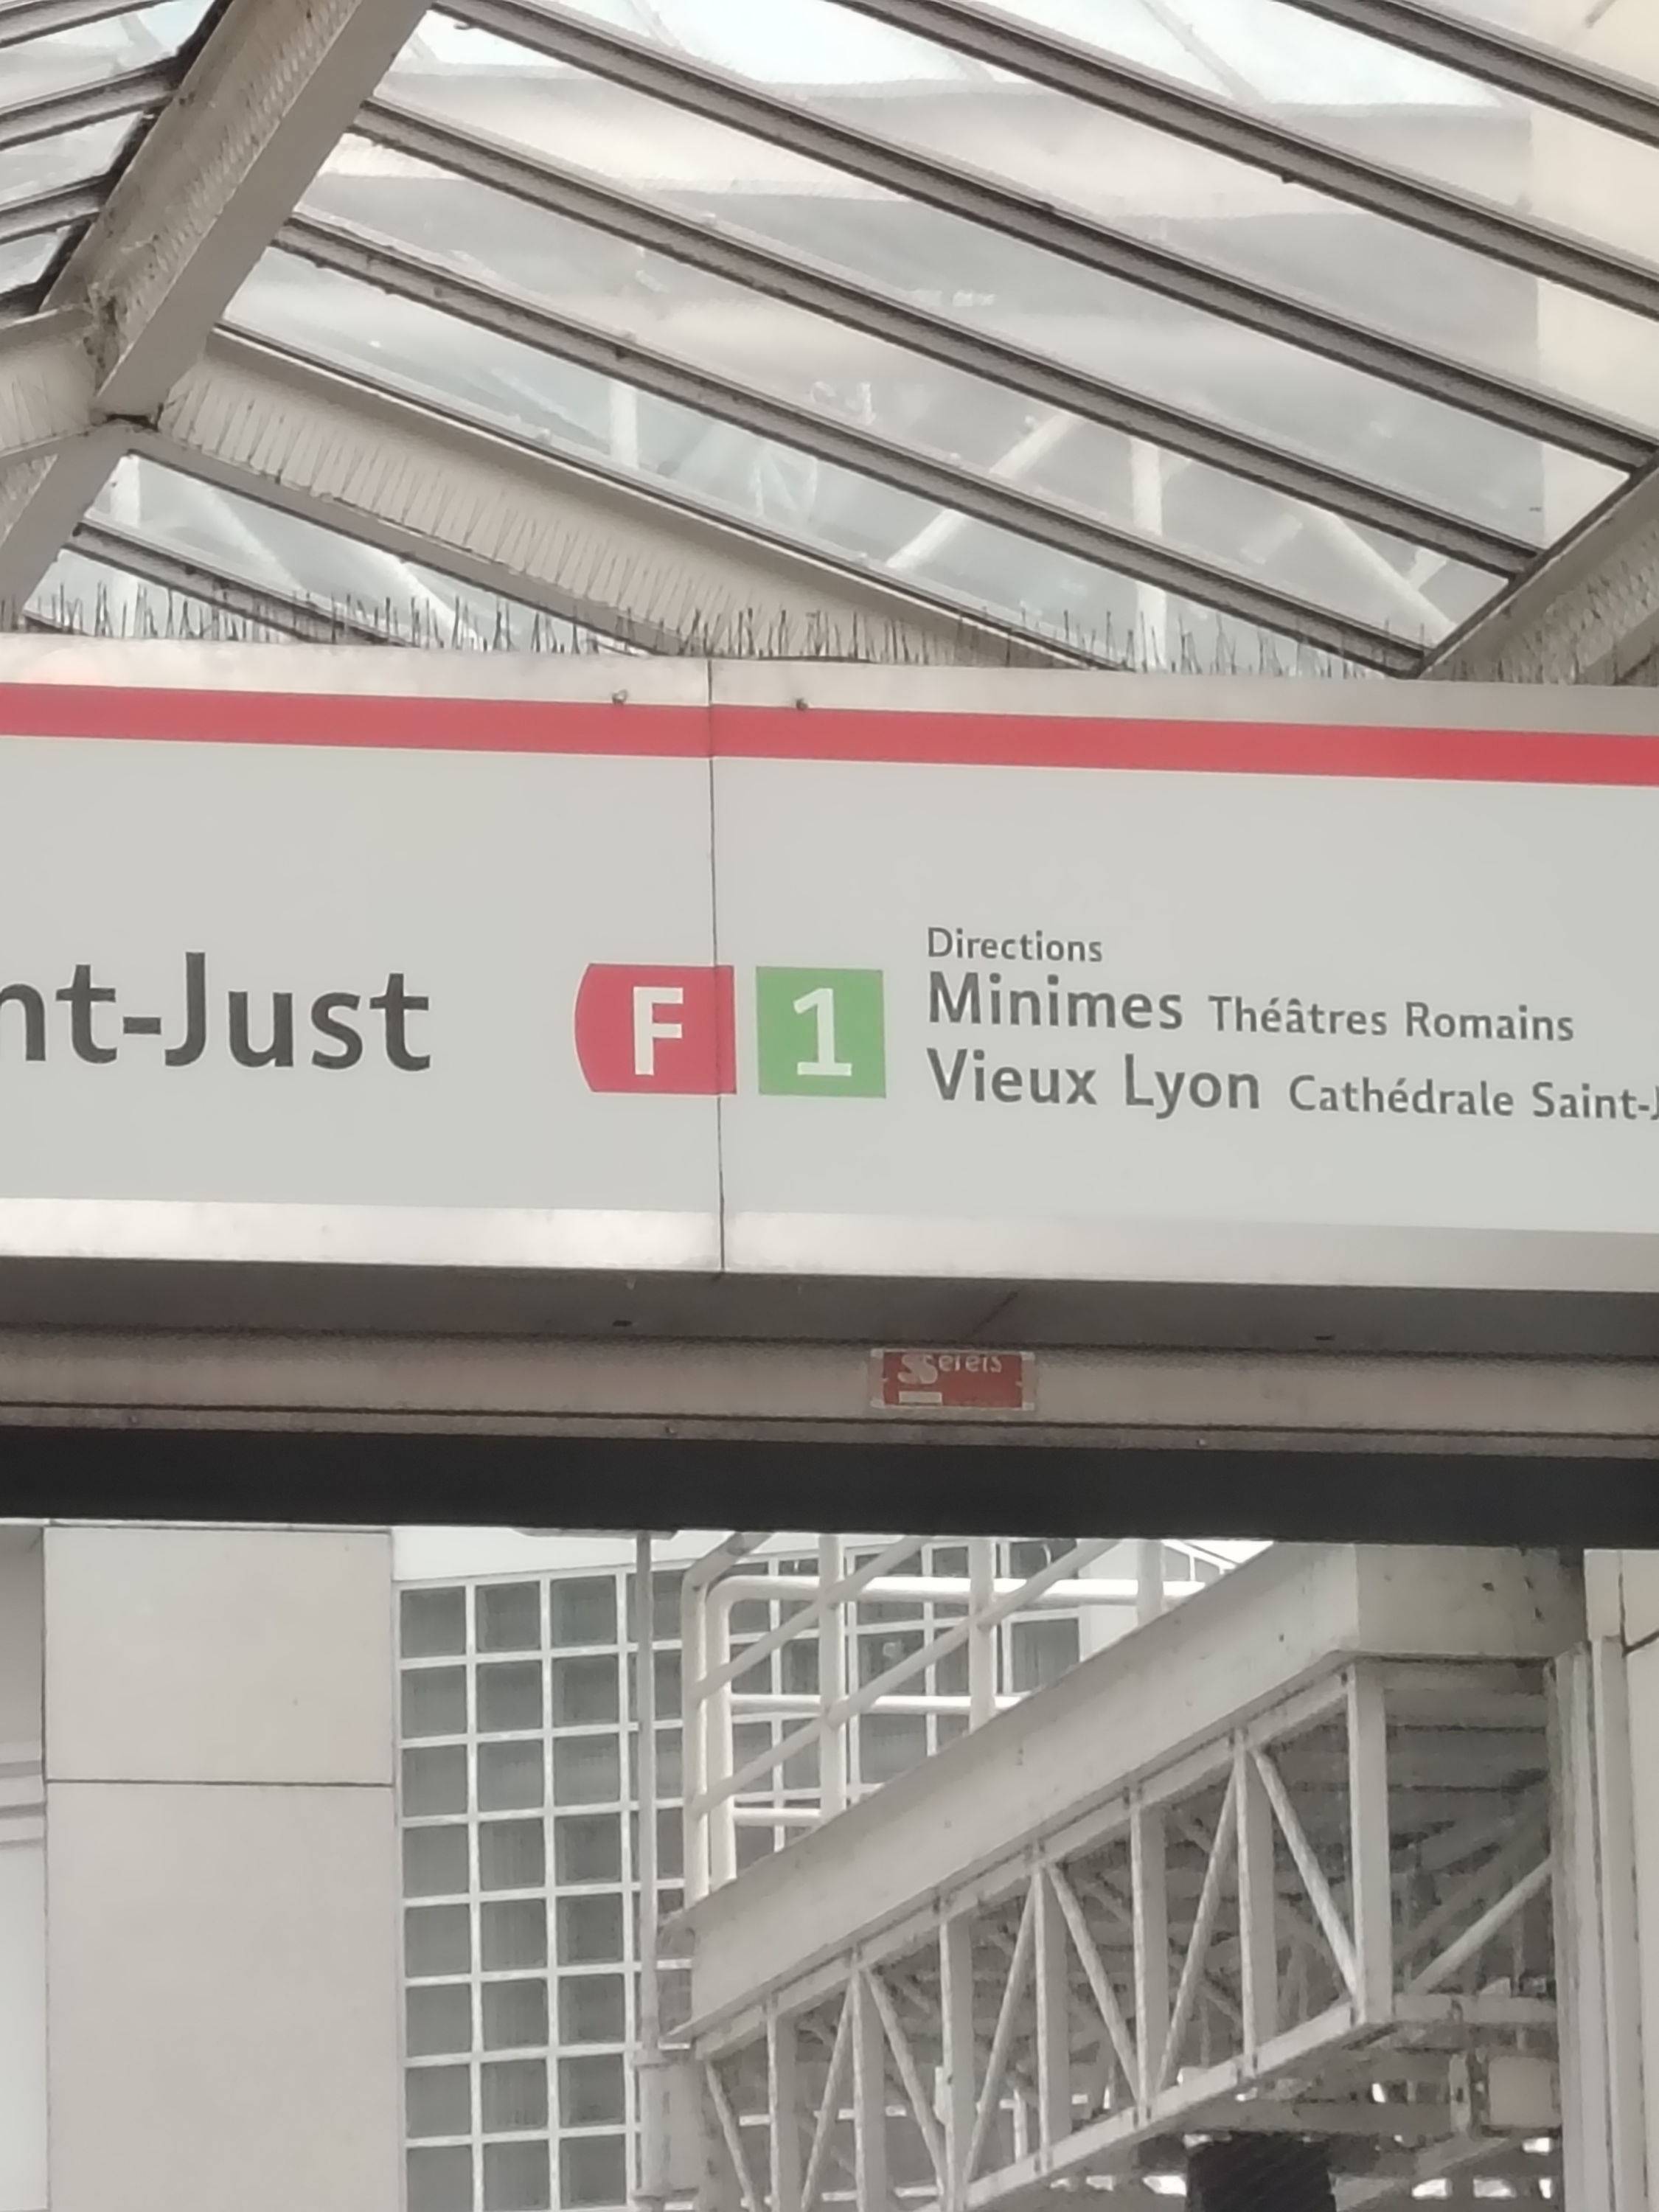 nt-Just
F 1
Directions
Minimes Théâtres Romains
Vieux Lyon Cathédrale Saint-J